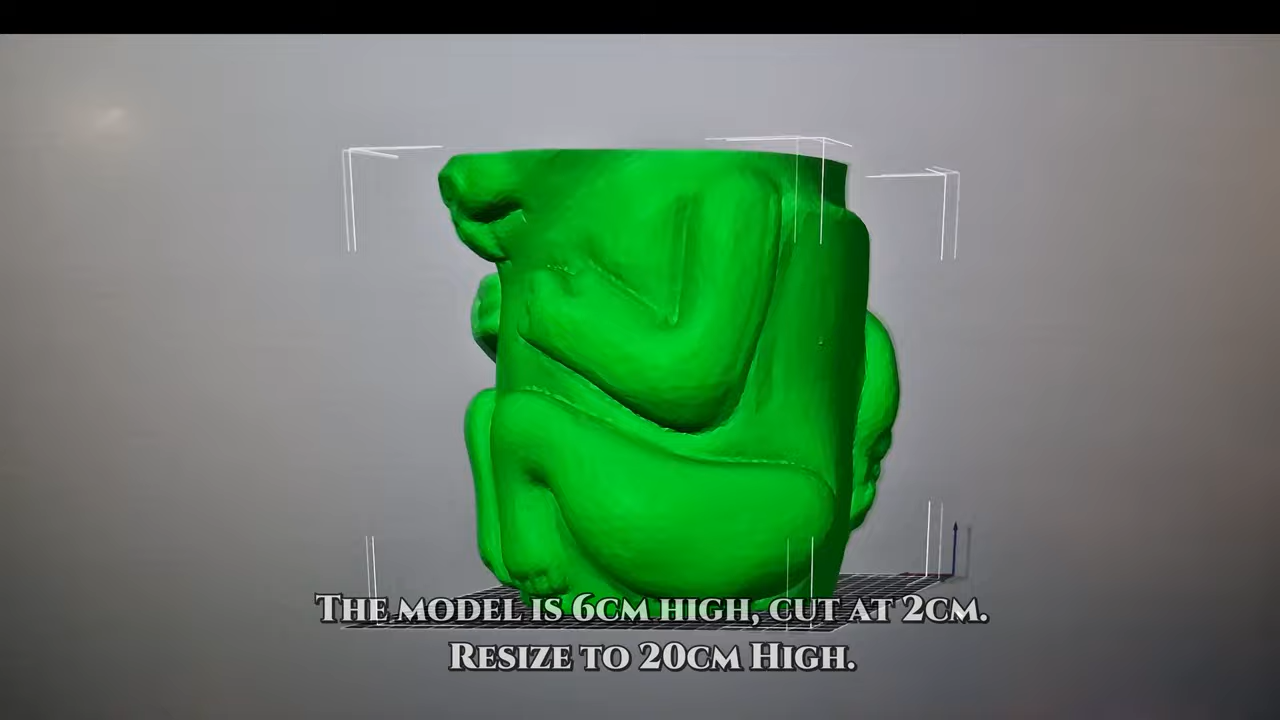 The model is 6cm high, cut at 2cm.
Resize to 20cm High.